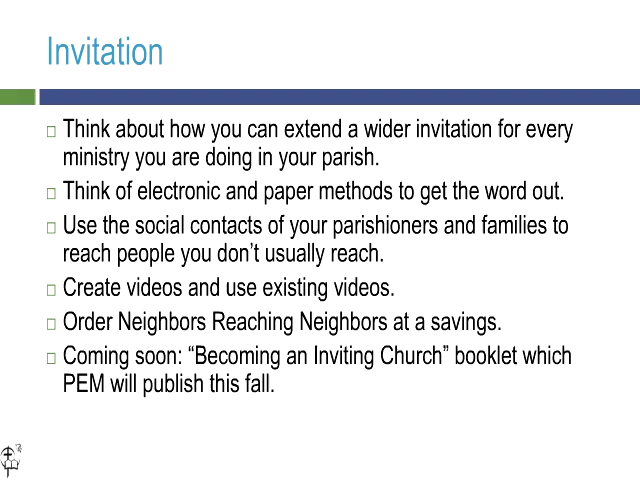 Invitation
Think about how you can extend a wider invitation for every
ministry you are doing in your parish.
Think of electronic and paper methods to get the word out.
Use the social contacts of your parishioners and families to
reach people you don’t usually reach.
Create videos and use existing videos.
Order Neighbors Reaching Neighbors at a savings.
Coming soon: “Becoming an Inviting Church” booklet which
PEM will publish this fall.